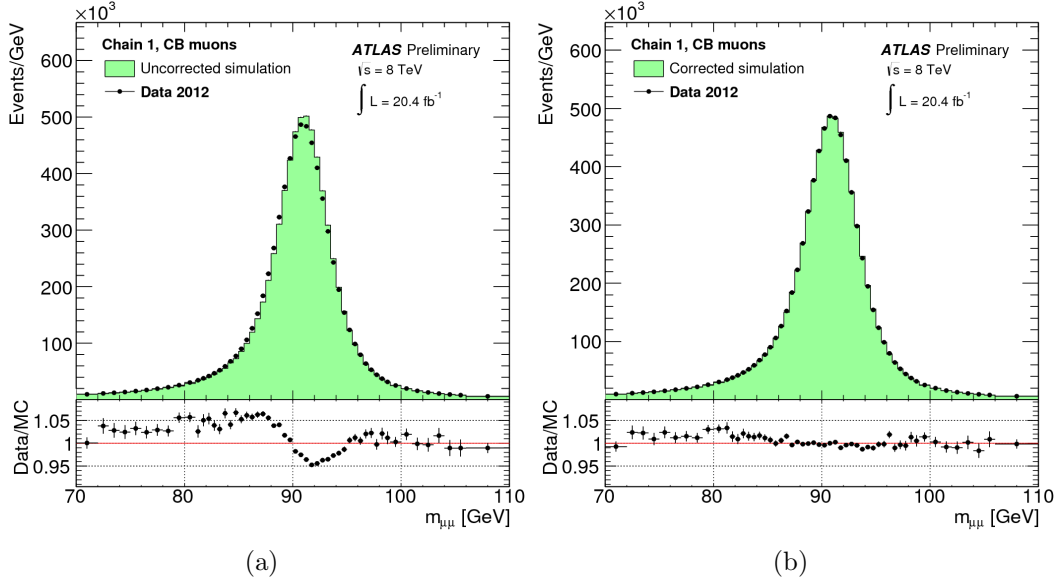 ×10³
Events/GeV
600
500
400
300
200
100
Chain 1, CB muons
Uncorrected simulation
Data 2012
ATLAS Preliminary
√s = 8 TeV
∫ L = 20.4 fb⁻¹
Data/MC
1.05
1
0.95
70 80 90 100 110
m_μμ [GeV]
(a)
×10³
Events/GeV
600
500
400
300
200
100
Chain 1, CB muons
Corrected simulation
Data 2012
ATLAS Preliminary
√s = 8 TeV
∫ L = 20.4 fb⁻¹
Data/MC
1.05
1
0.95
70 80 90 100 110
m_μμ [GeV]
(b)